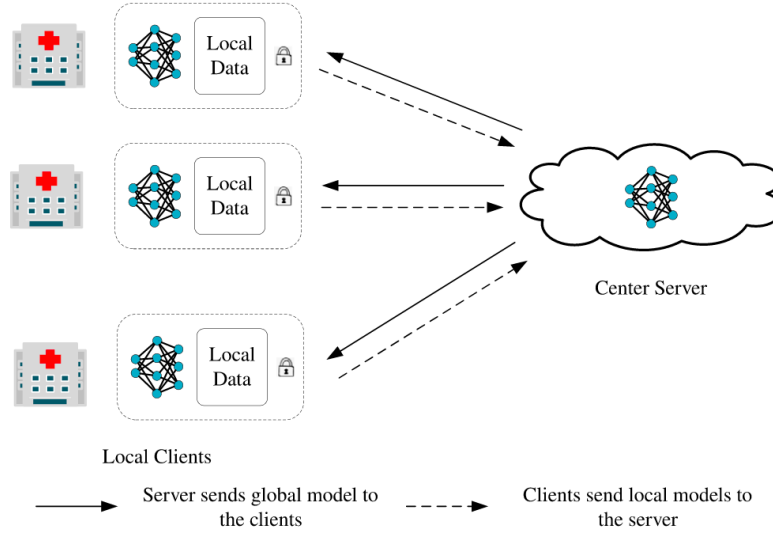 Local
Data
Local
Data
Center Server
Local
Data
Local Clients
Server sends global model to
the clients
Clients send local models to
the server